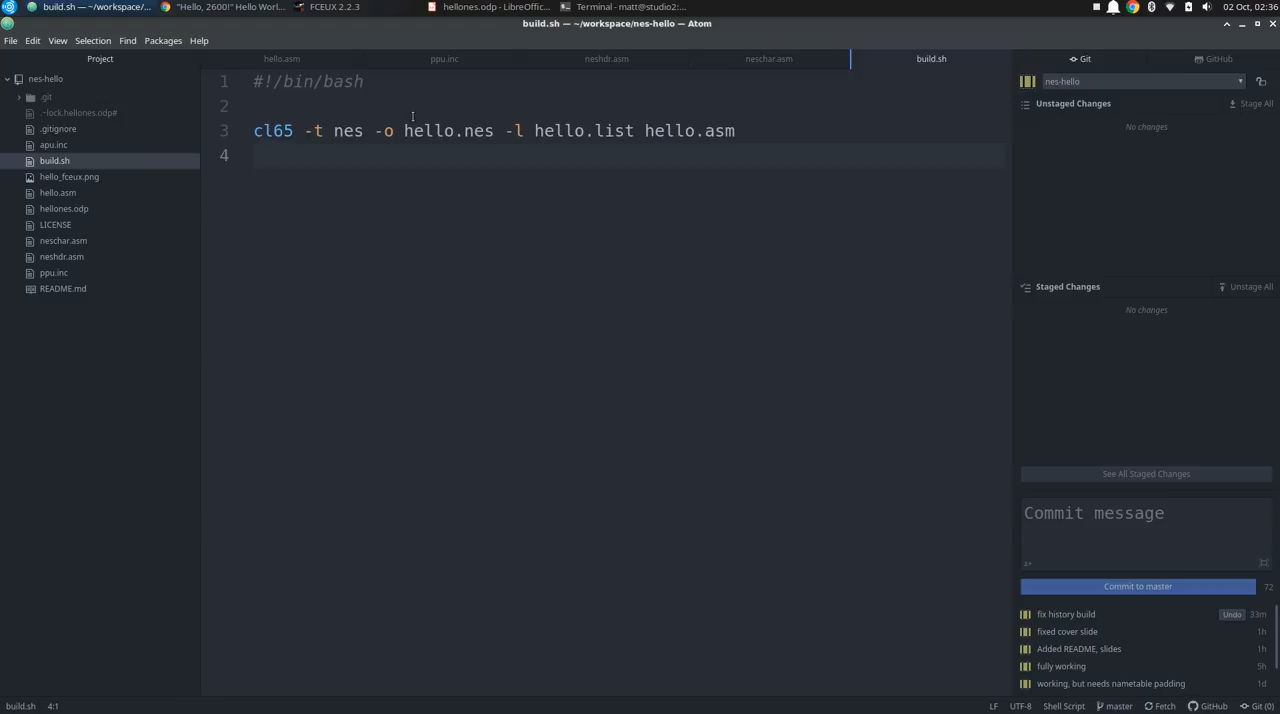 build.sh — ~/workspace/...
"Hello, 2600!" Hello Worl...
FCEUX 2.2.3
hellones.odp - LibreOffic...
Terminal - matt@studio2:...
02 Oct, 02:36
build.sh — ~/workspace/nes-hello — Atom
File Edit View Selection Find Packages Help
Project
hello.asm
ppu.inc
neshdr.asm
neschar.asm
build.sh
Git
GitHub
nes-hello
.git
.~lock.hellones.odp#
.gitignore
apu.inc
build.sh
hello_fceux.png
hello.asm
hellones.odp
LICENSE
neschar.asm
neshdr.asm
ppu.inc
README.md
1 #!/bin/bash
2
3 cl65 -t nes -o hello.nes -l hello.list hello.asm
4
nes-hello
Unstaged Changes
Stage All
No changes
Staged Changes
Unstage All
No changes
See All Staged Changes
Commit message
Commit to master
72
fix history build Undo 33m
fixed cover slide 1h
Added README, slides 1h
fully working 5h
working, but needs nametable padding 1d
build.sh 4:1
LF UTF-8 Shell Script master Fetch GitHub Git (0)